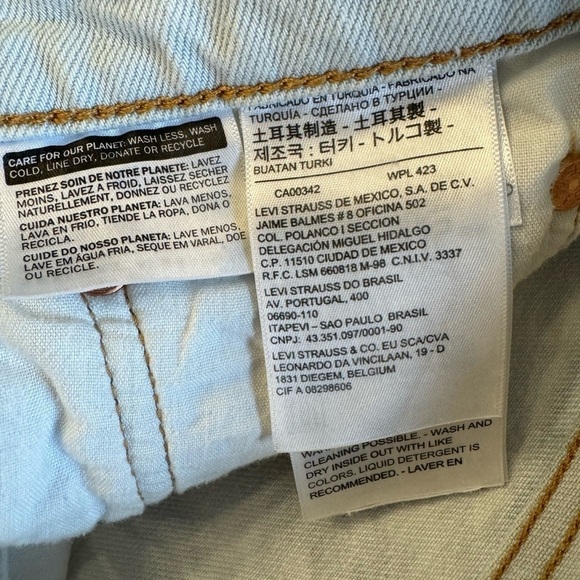 CARE FOR OUR PLANET: WASH LESS, WASH
COLD, LINE DRY, DONATE OR RECYCLE
PRENEZ SOIN DE NOTRE PLANETE: LAVEZ
MOINS, LAVEZ A FROID, LAISSEZ SECHER
NATURELLEMENT, DONNEZ OU RECYCLEZ
CUIDA NUESTRO PLANETA: LAVA MENOS,
LAVA EN FRIO, TIENDE LA ROPA, DONA O
RECICLA.
CUIDE DO NOSSO PLANETA: LAVE MENOS,
LAVE EM ÁGUA FRIA, SEQUE EM VARAL, DOE
OU RECICLE.
FABRICADO EN TURQUIA - FABRICADO NA
TURQUIA - СДЕЛАНО В ТУРЦИИ -
土耳其制造 - 土耳其製 -
제조국 : 터키 - トルコ製 -
BUATAN TURKI
CA00342 WPL 423
LEVI STRAUSS DE MEXICO, S.A. DE C.V.
JAIME BALMES # 8 OFICINA 502
COL. POLANCO I SECCION
DELEGACIÓN MIGUEL HIDALGO
C.P. 11510 CIUDAD DE MEXICO
R.F.C. LSM 660818 M-98 C.N.I.V. 3337
LEVI STRAUSS DO BRASIL
AV. PORTUGAL, 400
06690-110
ITAPEVI – SAO PAULO BRASIL
CNPJ: 43.351.097/0001-90
LEVI STRAUSS & CO. EU SCA/CVA
LEONARDO DA VINCILAAN, 19 - D
1831 DIEGEM, BELGIUM
CIF A 08298606
CLEANING POSSIBLE. - WASH AND
DRY INSIDE OUT WITH LIKE
COLORS. LIQUID DETERGENT IS
RECOMMENDED. - LAVER EN